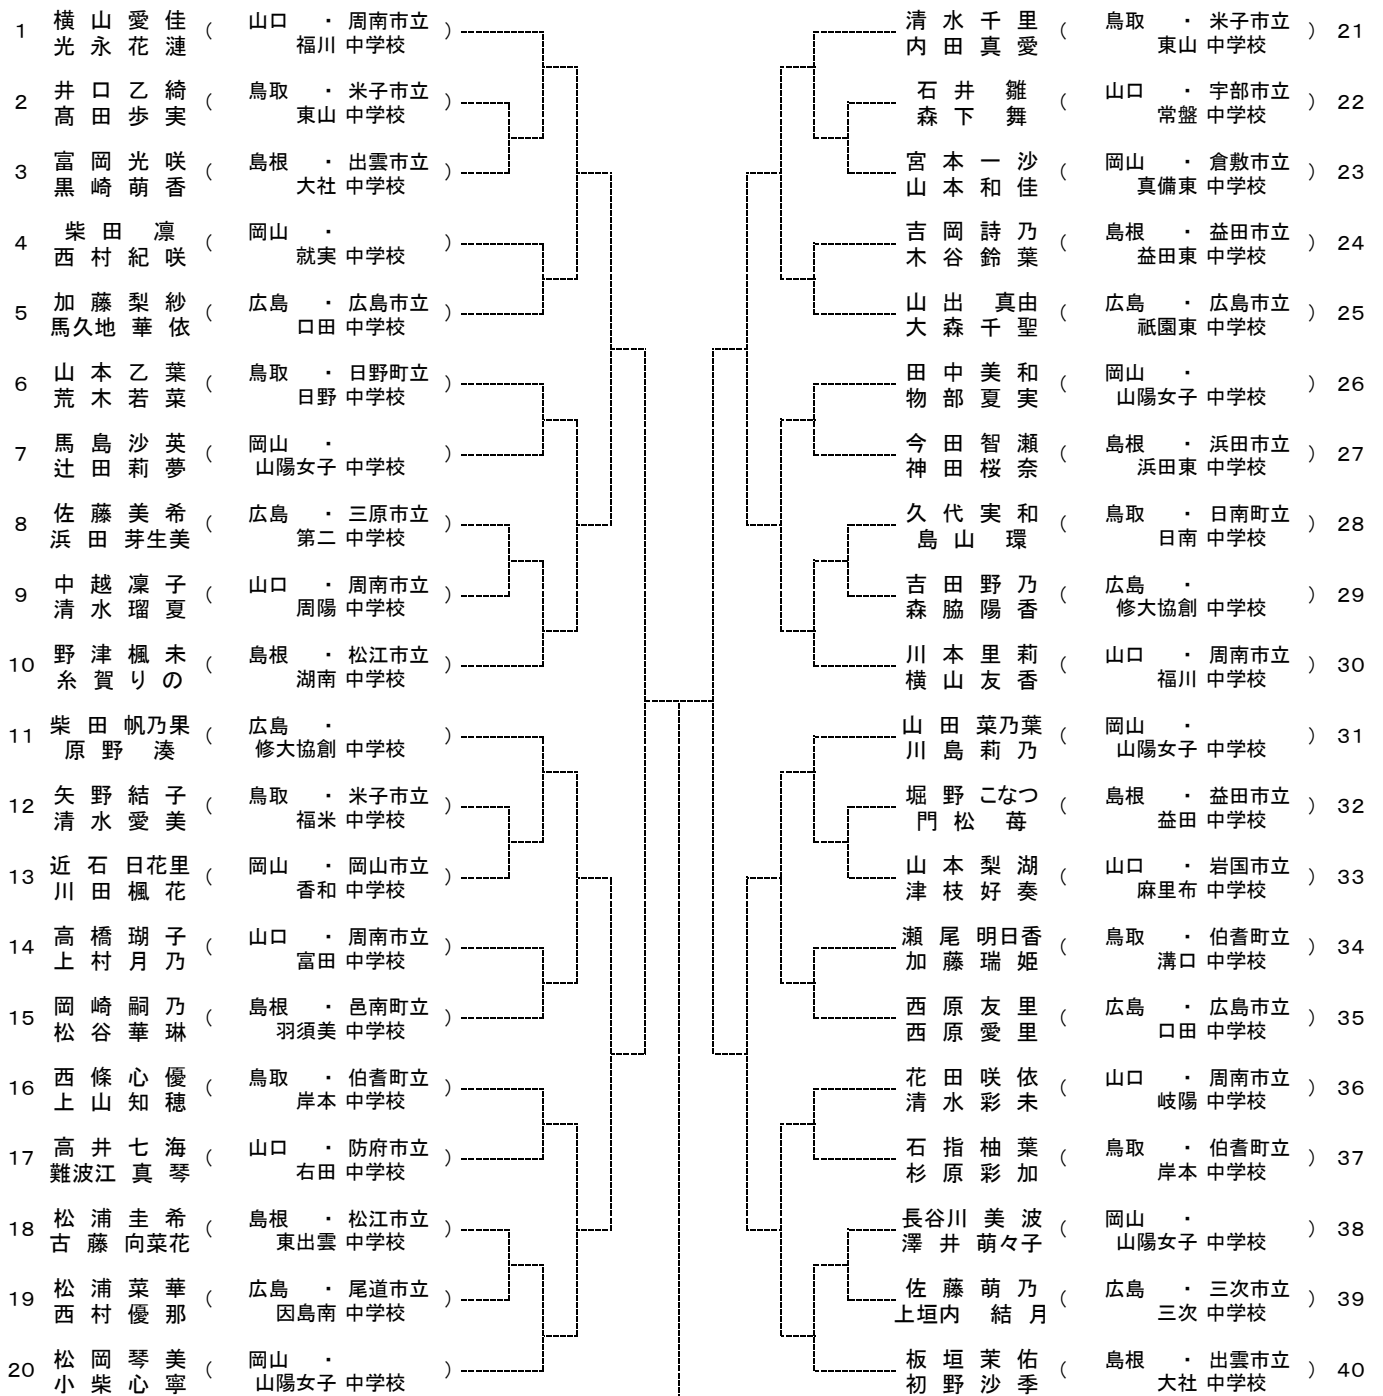 1 横山愛佳 ( 山口 ・ 周南市立 )
光永花漣 福川 中学校
2 井口乙綺 ( 鳥取 ・ 米子市立 )
髙田歩実 東山 中学校
3 富岡光咲 ( 島根 ・ 出雲市立 )
黒崎萌香 大社 中学校
4 柴田 凛 ( 岡山 ・ )
西村紀咲 就実 中学校
5 加藤梨紗 ( 広島 ・ 広島市立 )
馬久地華依 口田 中学校
6 山本乙葉 ( 鳥取 ・ 日野町立 )
荒木若菜 日野 中学校
7 馬島沙英 ( 岡山 ・ )
辻田莉夢 山陽女子 中学校
8 佐藤美希 ( 広島 ・ 三原市立 )
浜田芽生美 第二 中学校
9 中越凜子 ( 山口 ・ 周南市立 )
清水瑠夏 周陽 中学校
10 野津楓未 ( 島根 ・ 松江市立 )
糸賀りの 湖南 中学校
11 柴田帆乃果 ( 広島 ・ )
原野 湊 修大協創 中学校
12 矢野結子 ( 鳥取 ・ 米子市立 )
清水愛美 福米 中学校
13 近石日花里 ( 岡山 ・ 岡山市立 )
川田楓花 香和 中学校
14 高橋瑚子 ( 山口 ・ 周南市立 )
上村月乃 富田 中学校
15 岡崎嗣乃 ( 島根 ・ 邑南町立 )
松谷華琳 羽須美 中学校
16 西條心優 ( 鳥取 ・ 伯耆町立 )
上山知穂 岸本 中学校
17 高井七海 ( 山口 ・ 防府市立 )
難波江真琴 右田 中学校
18 松浦圭希 ( 島根 ・ 松江市立 )
古藤向菜花 東出雲 中学校
19 松浦菜華 ( 広島 ・ 尾道市立 )
西村優那 因島南 中学校
20 松岡琴美 ( 岡山 ・ )
小柴心寧 山陽女子 中学校
清水千里 ( 鳥取 ・ 米子市立 ) 21
内田真愛 東山 中学校
石井 雛 ( 山口 ・ 宇部市立 ) 22
森下 舞 常盤 中学校
宮本一沙 ( 岡山 ・ 倉敷市立 ) 23
山本和佳 真備東 中学校
吉岡詩乃 ( 島根 ・ 益田市立 ) 24
木谷鈴葉 益田東 中学校
山出 真由 ( 広島 ・ 広島市立 ) 25
大森千聖 祇園東 中学校
田中美和 ( 岡山 ・ ) 26
物部夏実 山陽女子 中学校
今田智瀬 ( 島根 ・ 浜田市立 ) 27
神田桜奈 浜田東 中学校
久代実和 ( 鳥取 ・ 日南町立 ) 28
島山 環 日南 中学校
吉田野乃 ( 広島 ・ ) 29
森脇陽香 修大協創 中学校
川本里莉 ( 山口 ・ 周南市立 ) 30
横山友香 福川 中学校
山田菜乃葉 ( 岡山 ・ ) 31
川島莉乃 山陽女子 中学校
堀野こなつ ( 島根 ・ 益田市立 ) 32
門松 苺 益田 中学校
山本梨湖 ( 山口 ・ 岩国市立 ) 33
津枝好奏 麻里布 中学校
瀬尾明日香 ( 鳥取 ・ 伯耆町立 ) 34
加藤瑞姫 溝口 中学校
西原友里 ( 広島 ・ 広島市立 ) 35
西原愛里 口田 中学校
花田咲依 ( 山口 ・ 周南市立 ) 36
清水彩未 岐陽 中学校
石指柚葉 ( 鳥取 ・ 伯耆町立 ) 37
杉原彩加 岸本 中学校
長谷川美波 ( 岡山 ・ ) 38
澤井萌々子 山陽女子 中学校
佐藤萌乃 ( 広島 ・ 三次市立 ) 39
上垣内 結月 三次 中学校
板垣茉佑 ( 島根 ・ 出雲市立 ) 40
初野沙季 大社 中学校